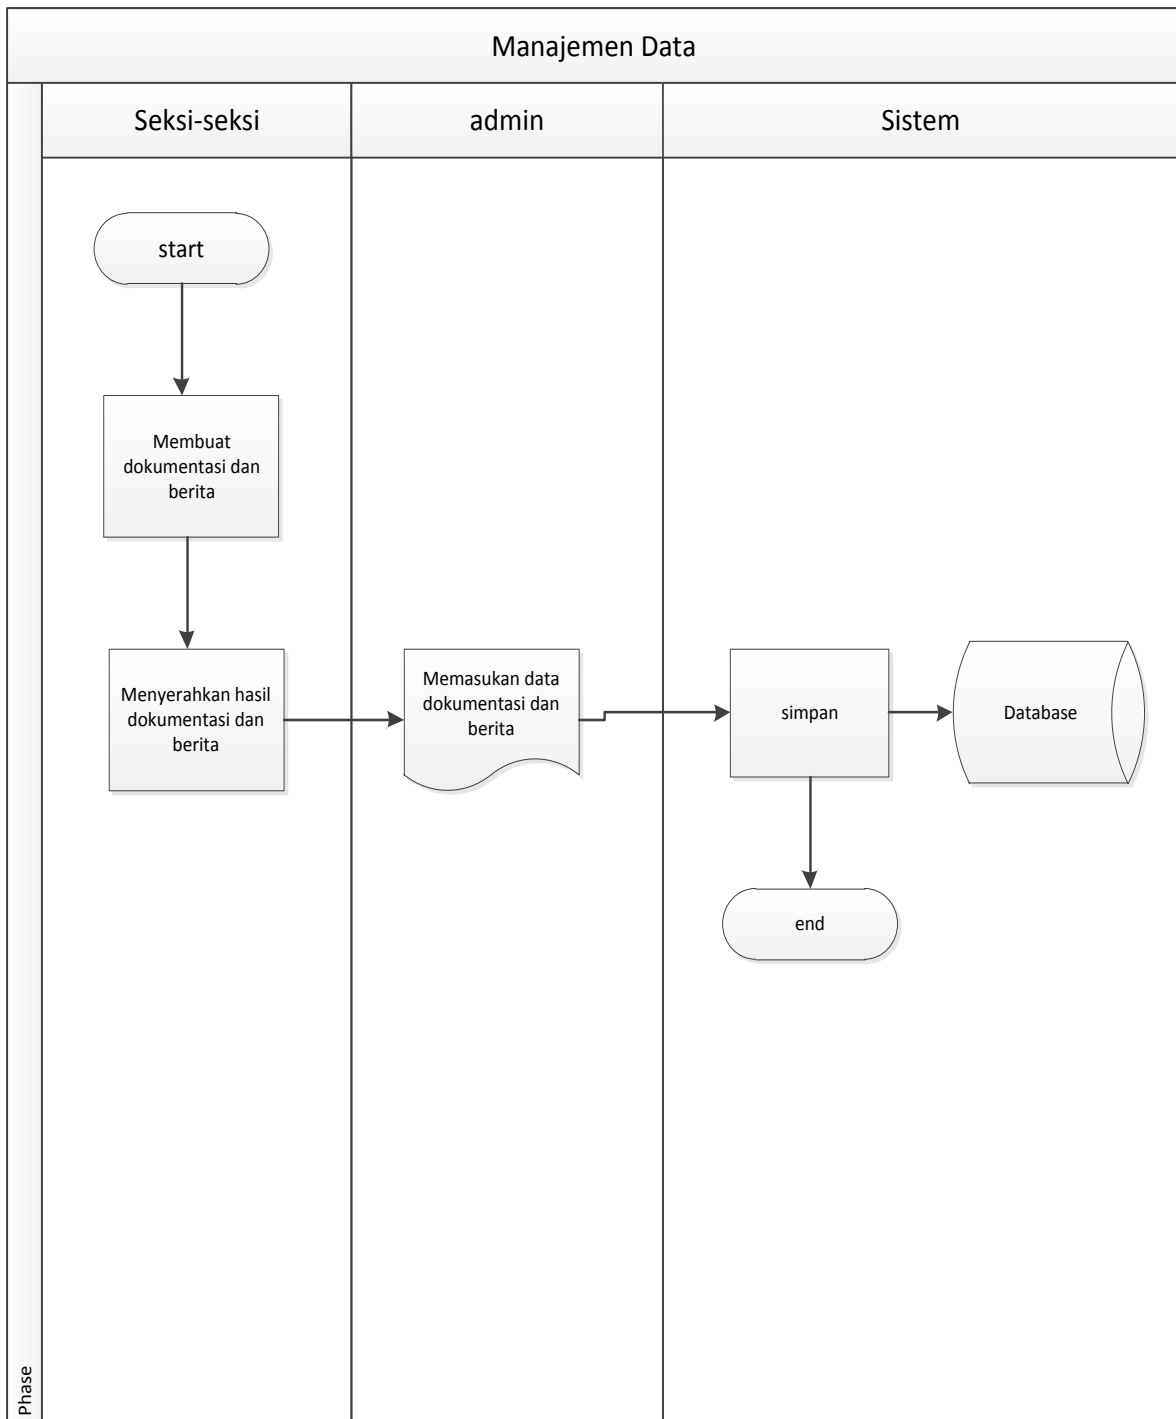 Manajemen Data
Seksi-seksi
admin
Sistem
start
Membuat
dokumentasi dan
berita
Menyerahkan hasil
dokumentasi dan
berita
Memasukan data
dokumentasi dan
berita
simpan
Database
end
Phase